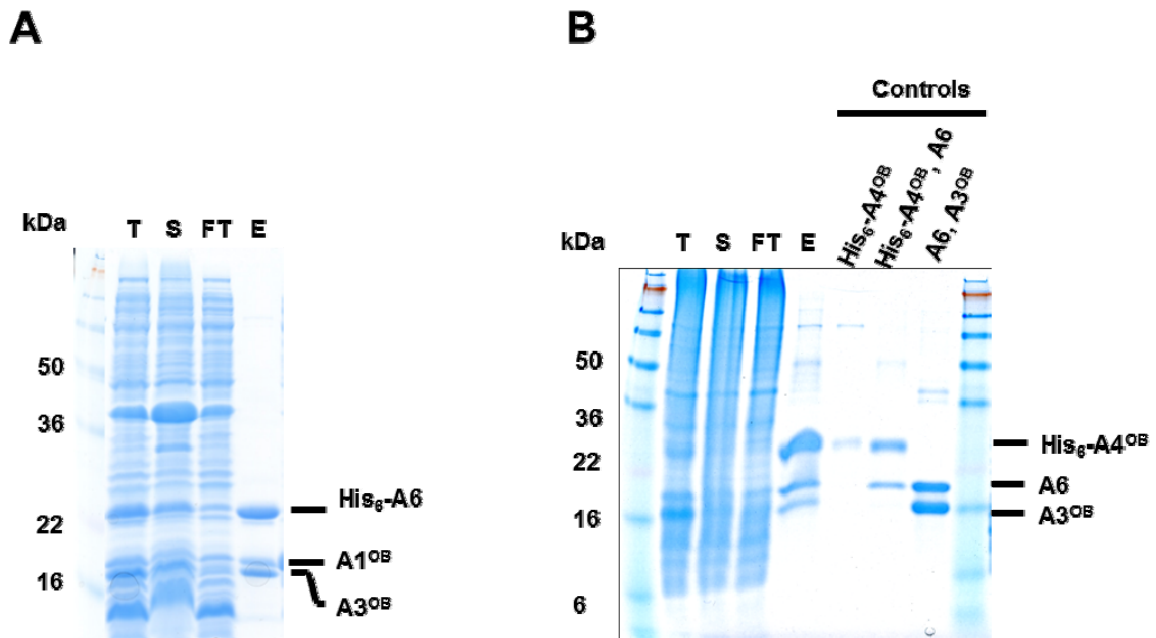 A
kDa
T S FT E
50
36
22
16
His₆-A6
A1ᴼᴮ
A3ᴼᴮ
B
Controls
kDa
T S FT E His₆-A4ᴼᴮ His₆-A4ᴼᴮ, A6 A6, A3ᴼᴮ
50
36
22
16
6
His₆-A4ᴼᴮ
A6
A3ᴼᴮ